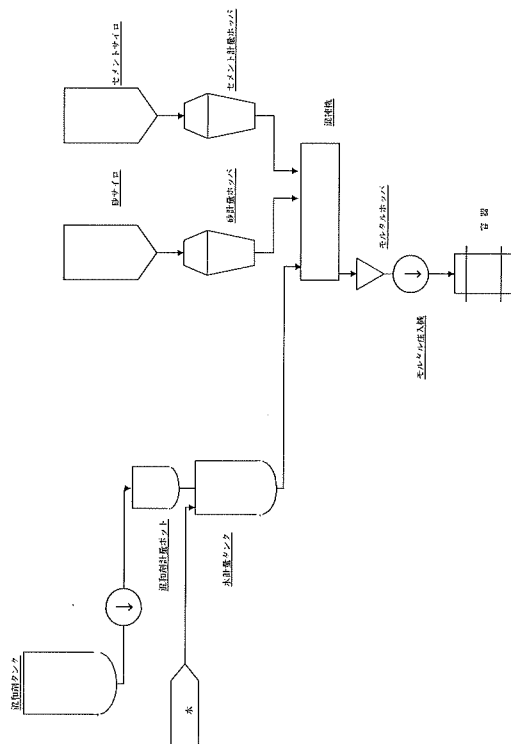 セメントサイロ
セメント計量ホッパ
砂サイロ
砂計量ホッパ
混練機
モルタルホッパ
モルタル圧入機
容器
混和剤タンク
混和剤計量ポット
水計量タンク
水